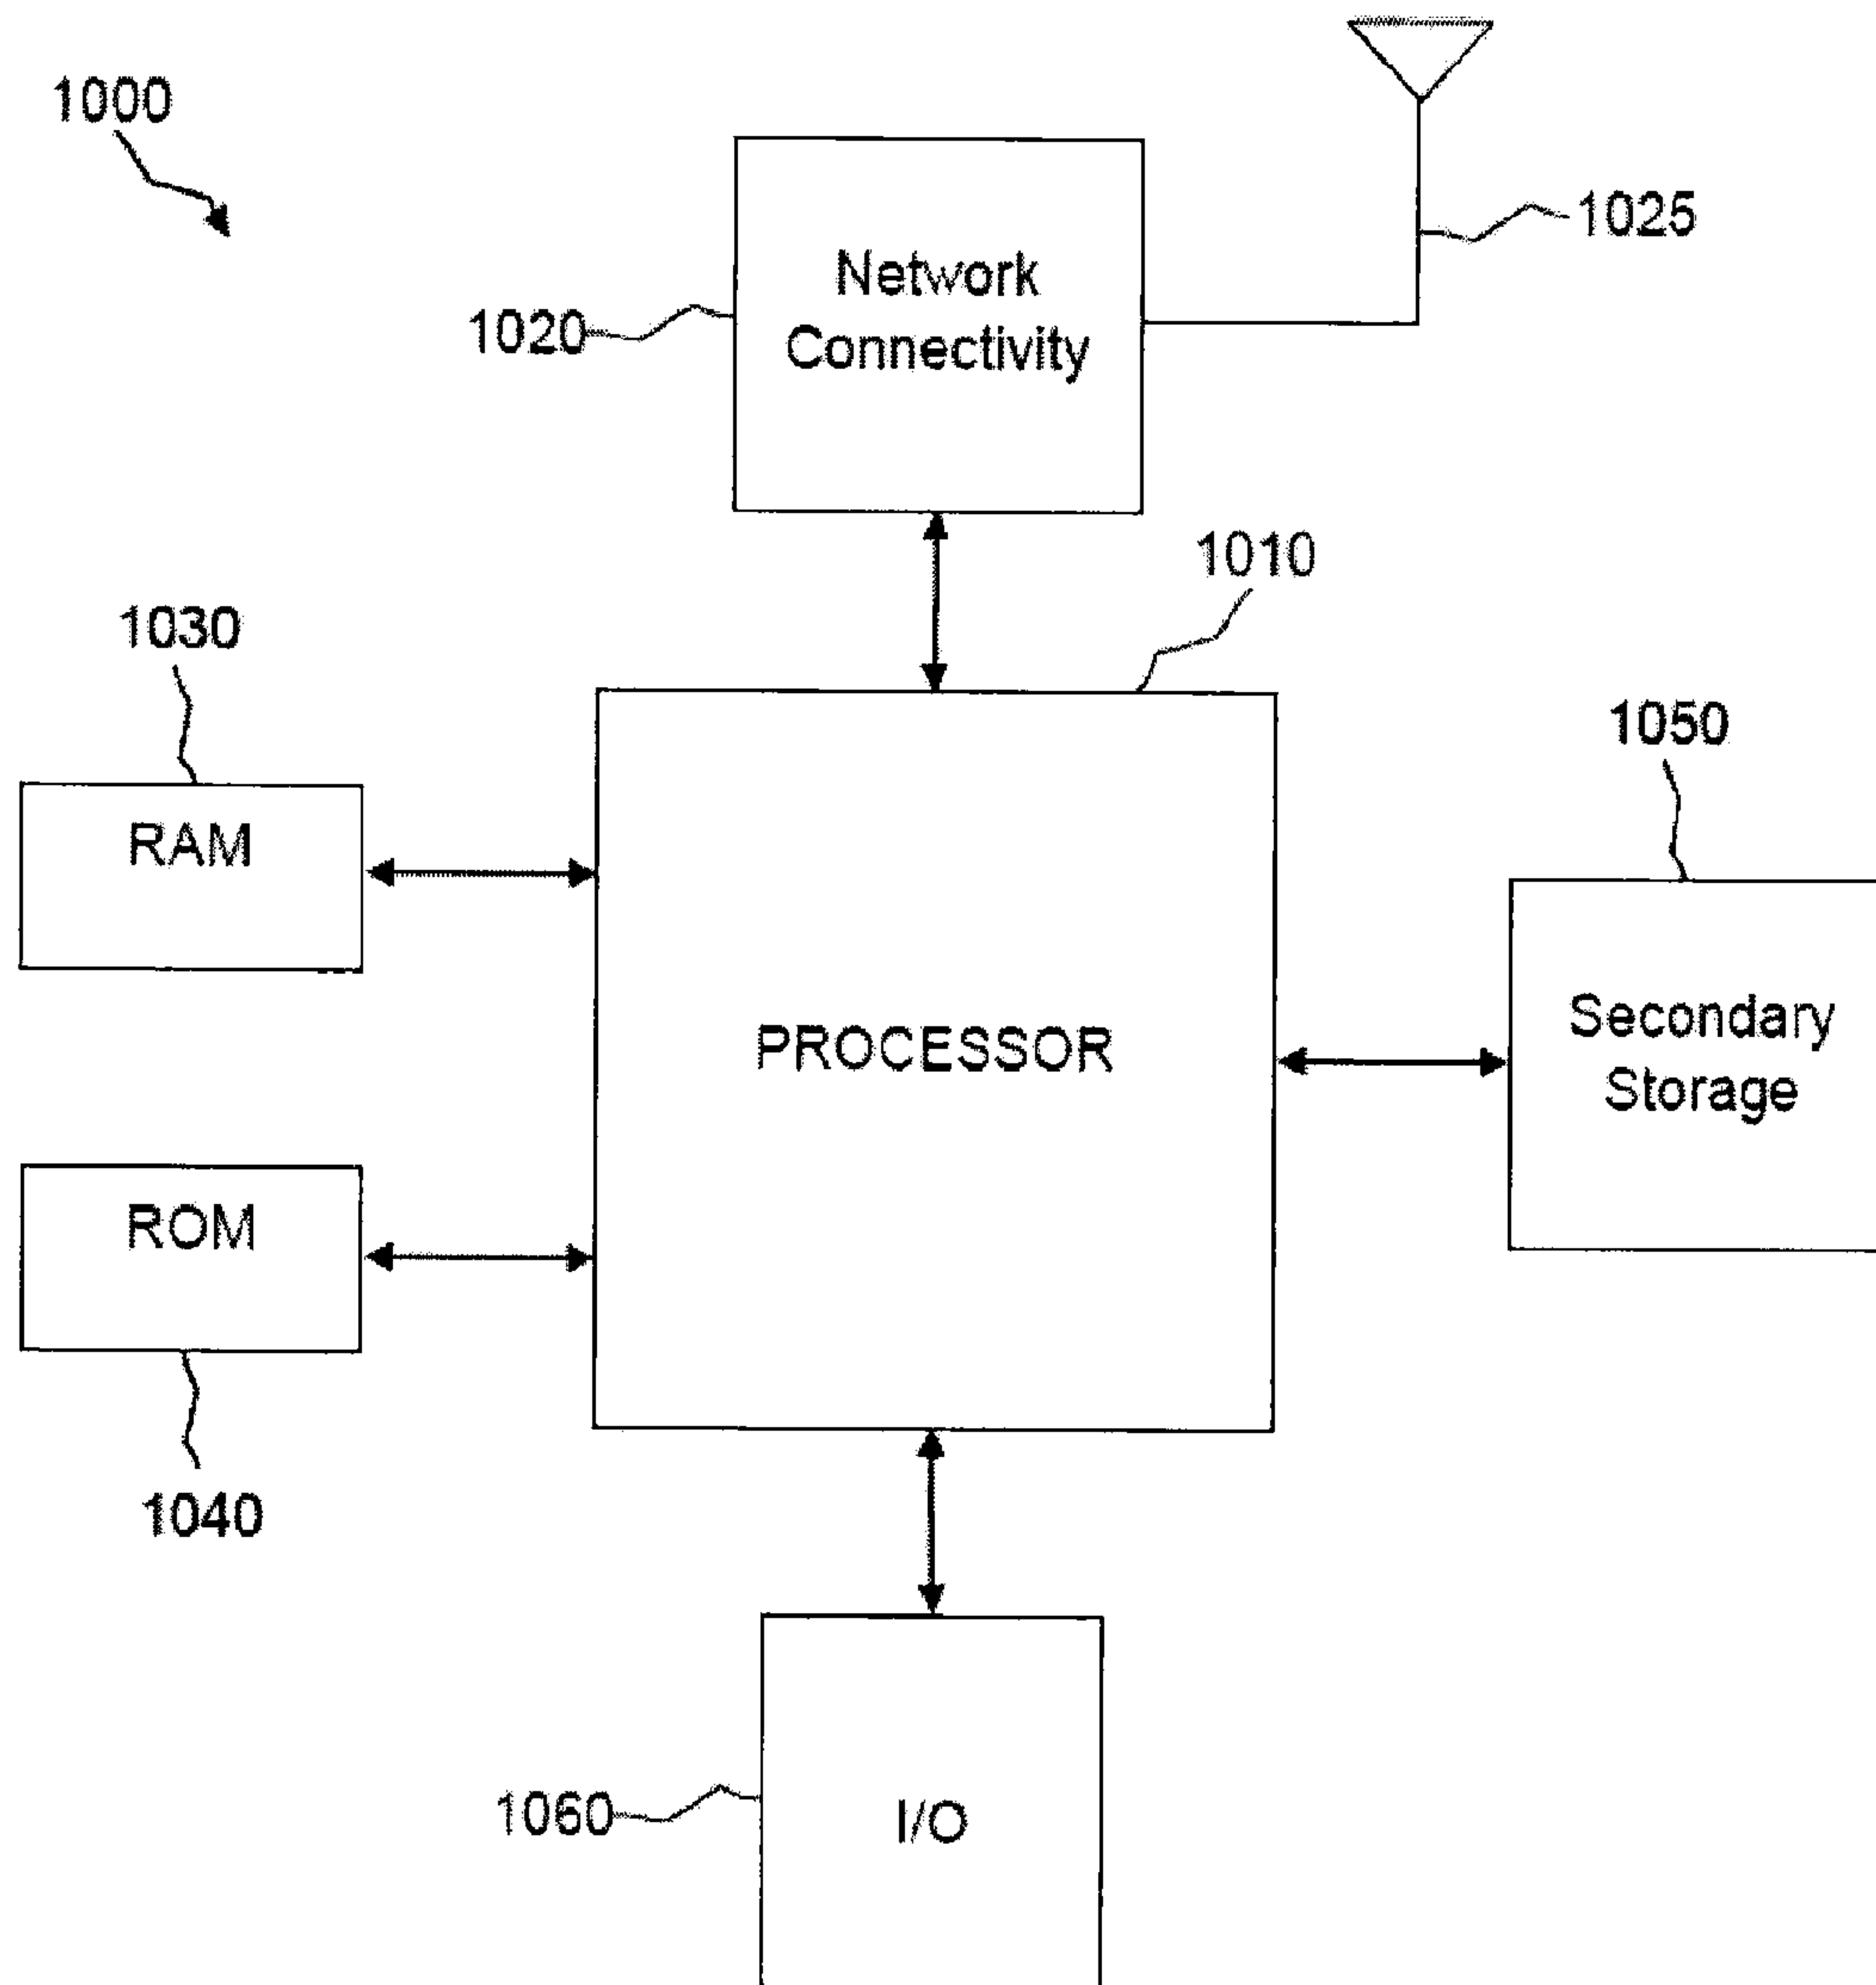 1000
1025
Network
Connectivity
1020
1010
1030
1050
RAM
Secondary
Storage
PROCESSOR
ROM
1040
1060
I/O